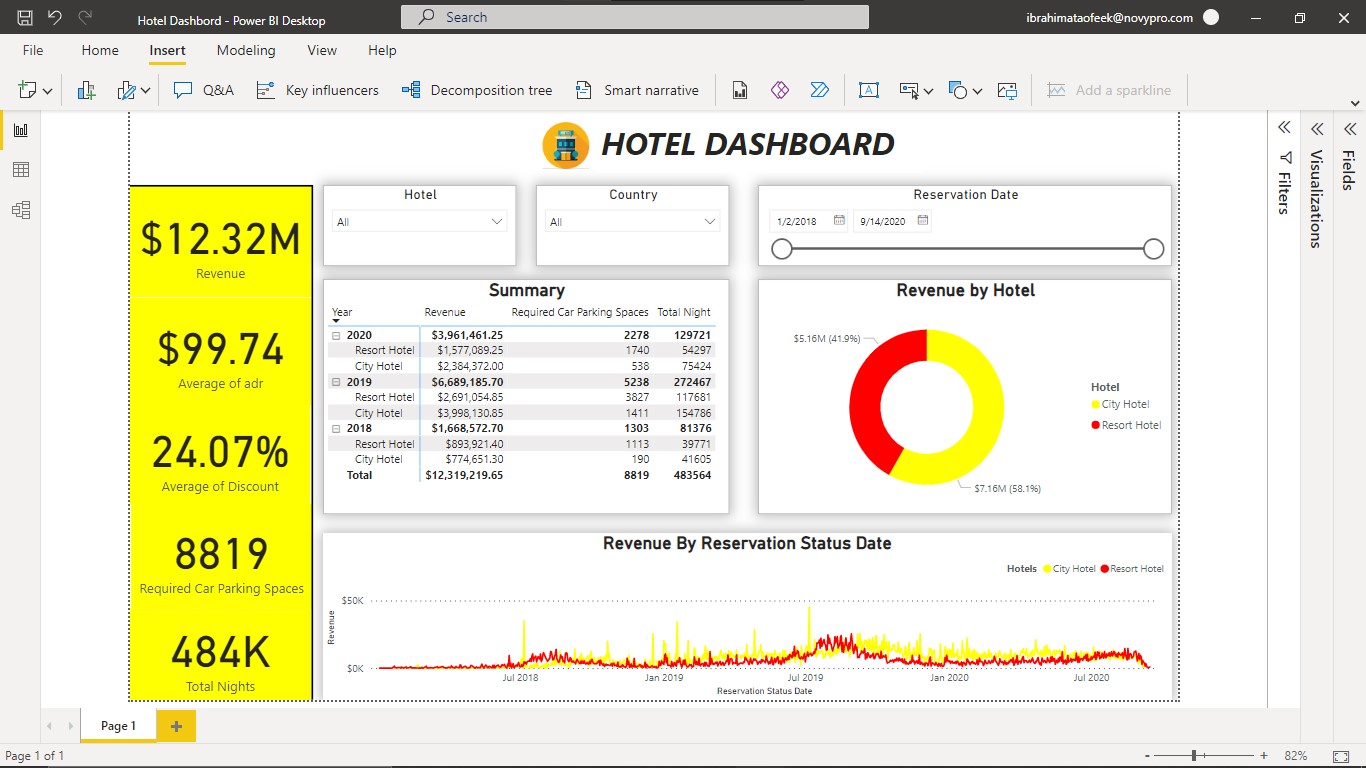 Hotel Dashbord - Power BI Desktop
Search
ibrahimataofeek@novypro.com
File Home Insert Modeling View Help
Q&A Key influencers Decomposition tree Smart narrative Add a sparkline
HOTEL DASHBOARD
$12.32M
Revenue
$99.74
Average of adr
24.07%
Average of Discount
8819
Required Car Parking Spaces
484K
Total Nights
Hotel
All
Country
All
Reservation Date
1/2/2018 9/14/2020
Summary
Year Revenue Required Car Parking Spaces Total Night
2020 $3,961,461.25 2278 129721
Resort Hotel $1,577,089.25 1740 54297
City Hotel $2,384,372.00 538 75424
2019 $6,689,185.70 5238 272467
Resort Hotel $2,691,054.85 3827 117681
City Hotel $3,998,130.85 1411 154786
2018 $1,668,572.70 1303 81376
Resort Hotel $893,921.40 1113 39771
City Hotel $774,651.30 190 41605
Total $12,319,219.65 8819 483564
Revenue by Hotel
$5.16M (41.9%)
$7.16M (58.1%)
Hotel
City Hotel
Resort Hotel
Revenue By Reservation Status Date
Hotels City Hotel Resort Hotel
Revenue
$50K
$0K
Jul 2018 Jan 2019 Jul 2019 Jan 2020 Jul 2020
Reservation Status Date
Filters
Visualizations
Fields
Page 1
Page 1 of 1
82%